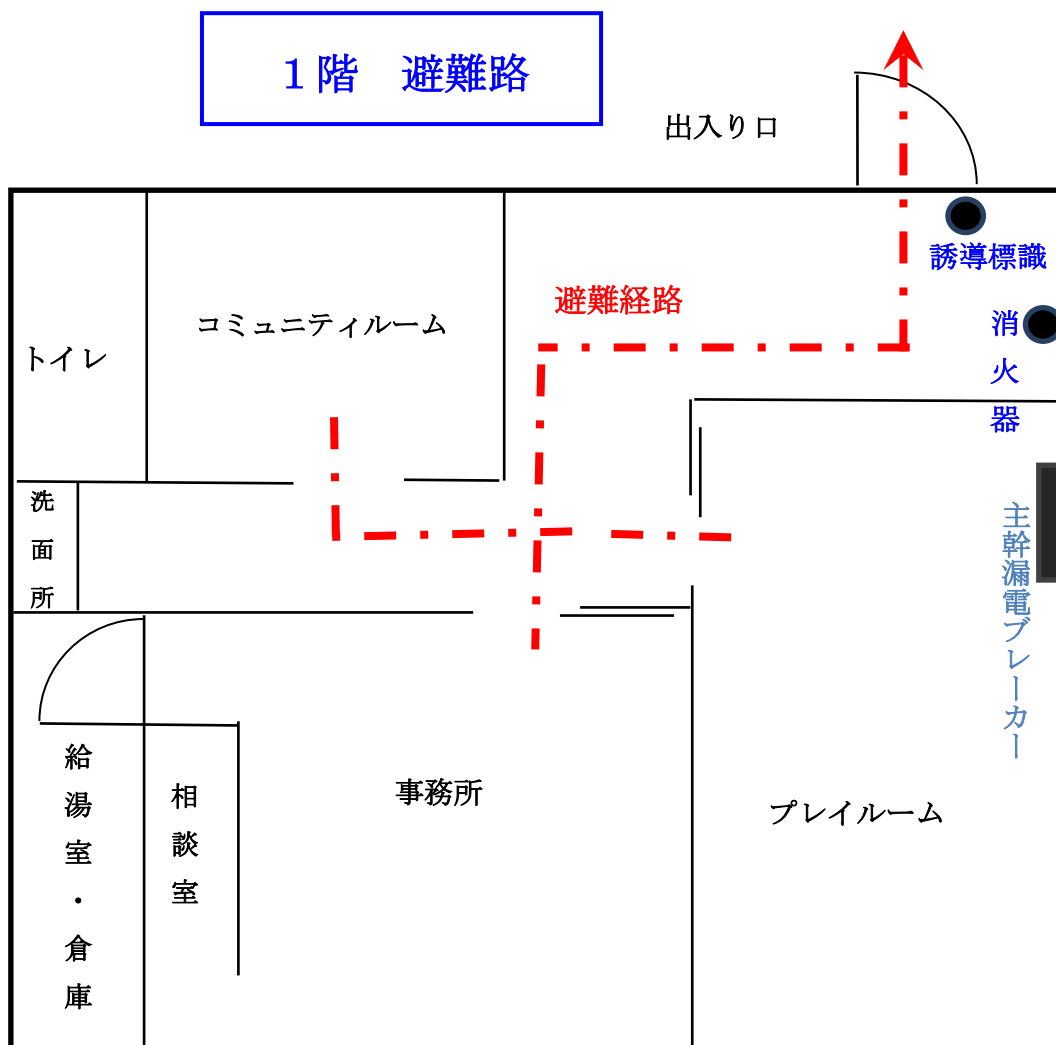 １階　避難路
出入り口
誘導標識
避難経路
消火器
コミュニティルーム
トイレ
洗面所
主幹漏電ブレーカー
給湯室・倉庫
相談室
事務所
プレイルーム